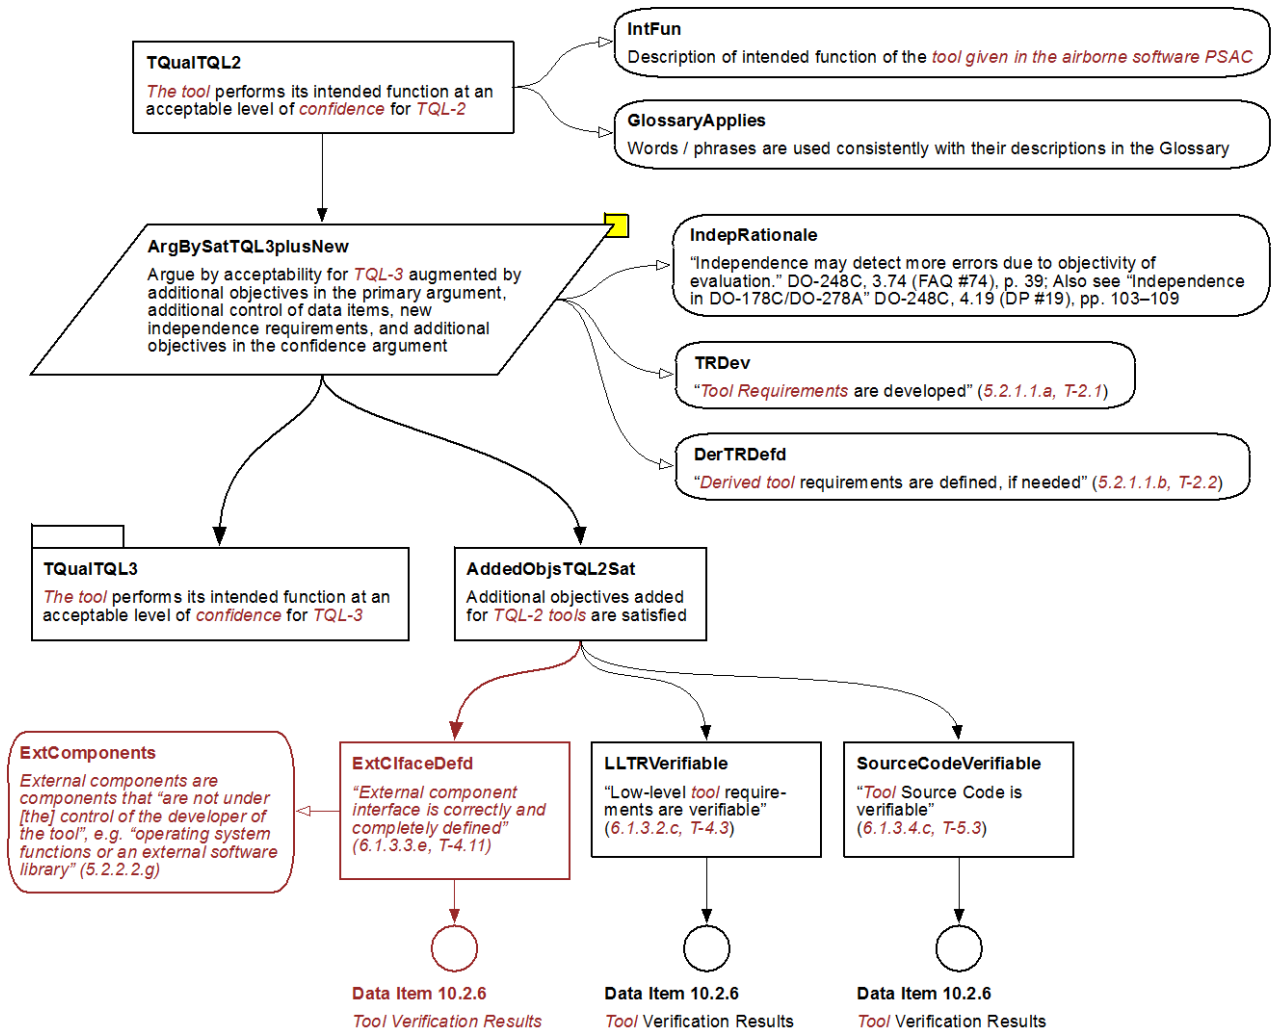 IntFun
Description of intended function of the tool given in the airborne software PSAC
TQualTQL2
The tool performs its intended function at an
acceptable level of confidence for TQL-2
GlossaryApplies
Words / phrases are used consistently with their descriptions in the Glossary
ArgBySatTQL3plusNew
Argue by acceptability for TQL-3 augmented by
additional objectives in the primary argument,
additional control of data items, new
independence requirements, and additional
objectives in the confidence argument
IndepRationale
“Independence may detect more errors due to objectivity of
evaluation.” DO-248C, 3.74 (FAQ #74), p. 39; Also see “Independence
in DO-178C/DO-278A” DO-248C, 4.19 (DP #19), pp. 103–109
TRDev
“Tool Requirements are developed” (5.2.1.1.a, T-2.1)
DerTRDefd
“Derived tool requirements are defined, if needed” (5.2.1.1.b, T-2.2)
TQualTQL3
The tool performs its intended function at an
acceptable level of confidence for TQL-3
AddedObjsTQL2Sat
Additional objectives added
for TQL-2 tools are satisfied
ExtComponents
External components are
components that “are not under
[the] control of the developer of
the tool”, e.g. “operating system
functions or an external software
library” (5.2.2.2.g)
ExtCIfaceDefd
“External component
interface is correctly and
completely defined”
(6.1.3.3.e, T-4.11)
LLTRVerifiable
“Low-level tool require-
ments are verifiable”
(6.1.3.2.c, T-4.3)
SourceCodeVerifiable
“Tool Source Code is
verifiable”
(6.1.3.4.c, T-5.3)
Data Item 10.2.6
Tool Verification Results
Data Item 10.2.6
Tool Verification Results
Data Item 10.2.6
Tool Verification Results